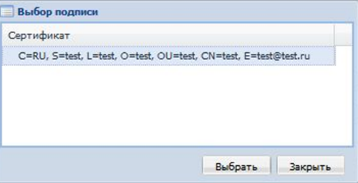 Выбор подписи
Сертификат
C=RU, S=test, L=test, O=test, OU=test, CN=test, E=test@test.ru
Выбрать Закрыть